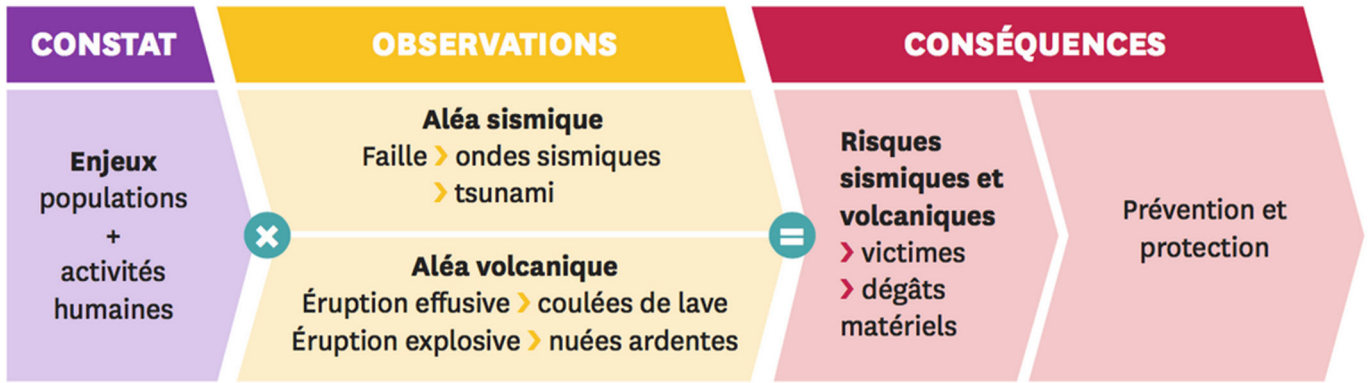 CONSTAT
Enjeux
populations
+
activités
humaines
×
OBSERVATIONS
Aléa sismique
Faille › ondes sismiques
› tsunami
Aléa volcanique
Éruption effusive › coulées de lave
Éruption explosive › nuées ardentes
=
CONSÉQUENCES
Risques
sismiques et
volcaniques
› victimes
› dégâts
matériels
Prévention et
protection